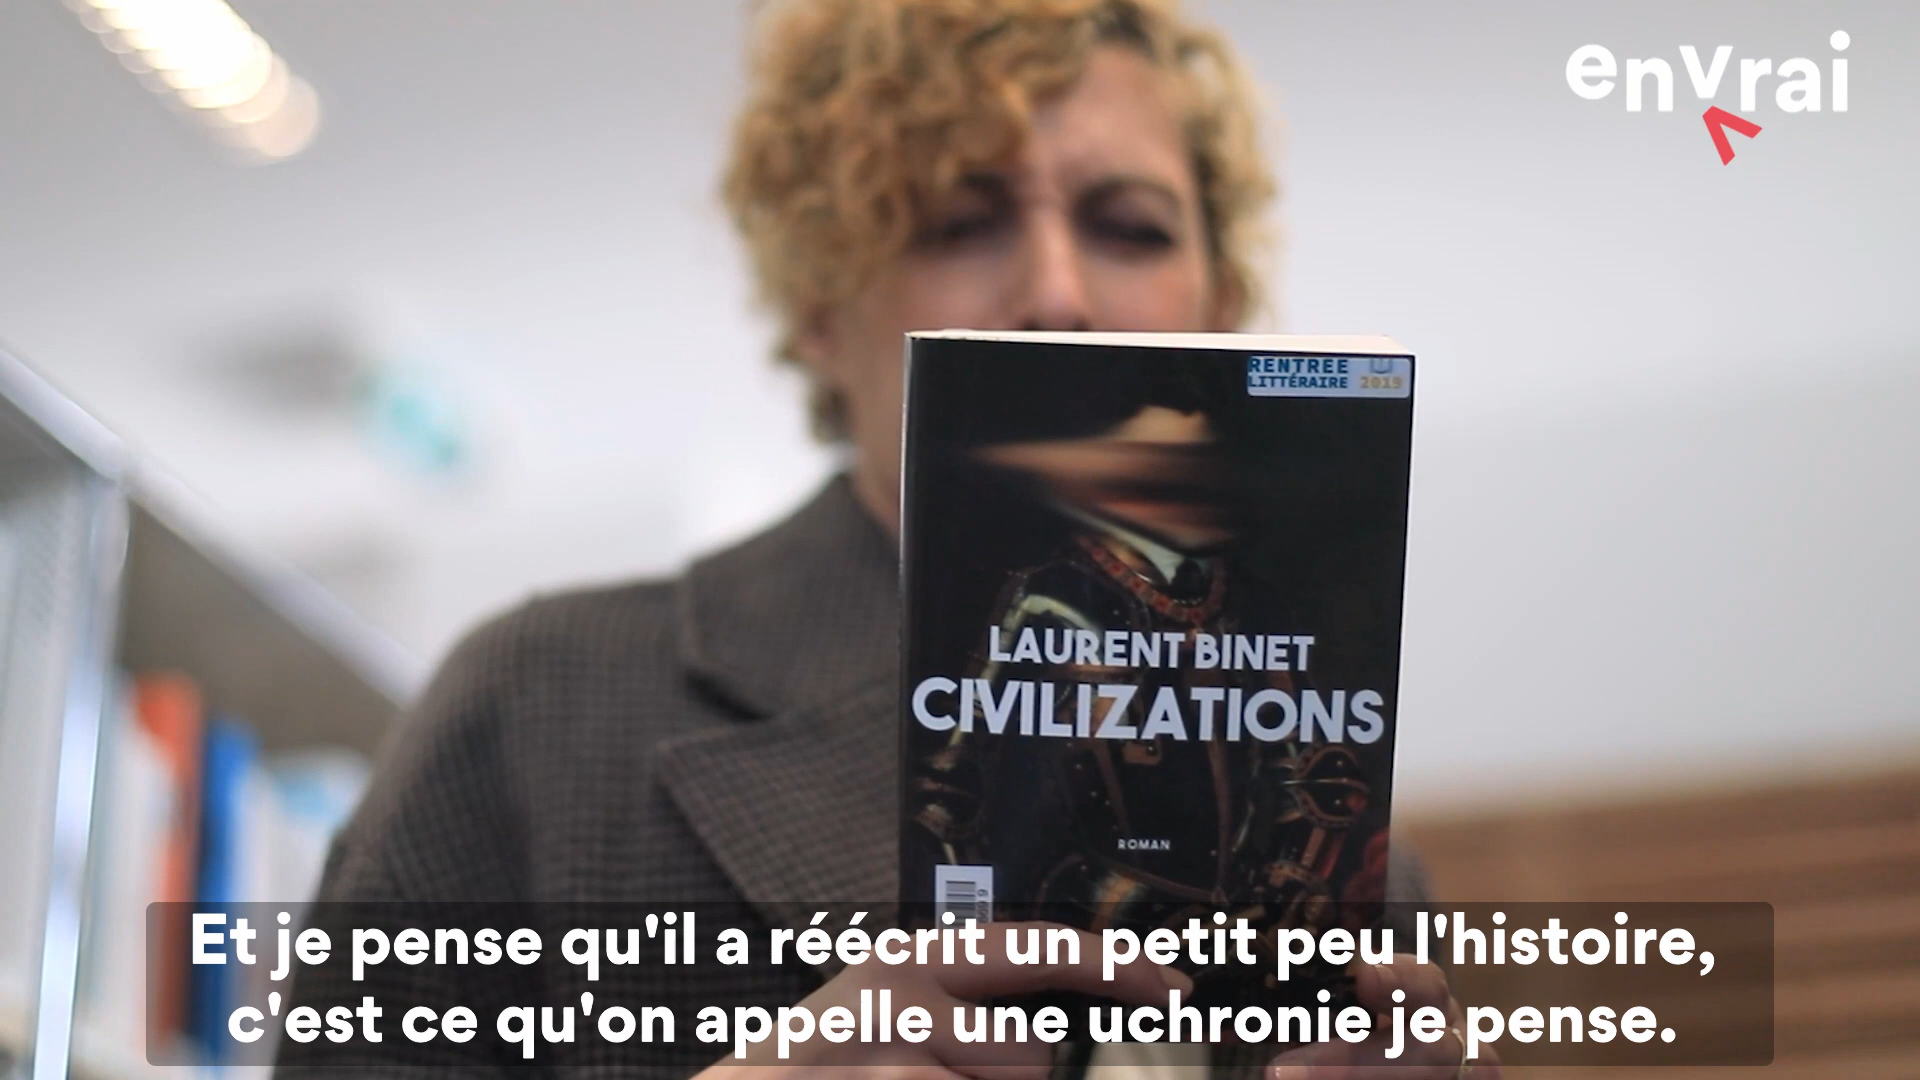 enVrai
RENTREE
LITTÉRAIRE 2019
LAURENT BINET
CIVILIZATIONS
ROMAN
Et je pense qu'il a réécrit un petit peu l'histoire,
c'est ce qu'on appelle une uchronie je pense.